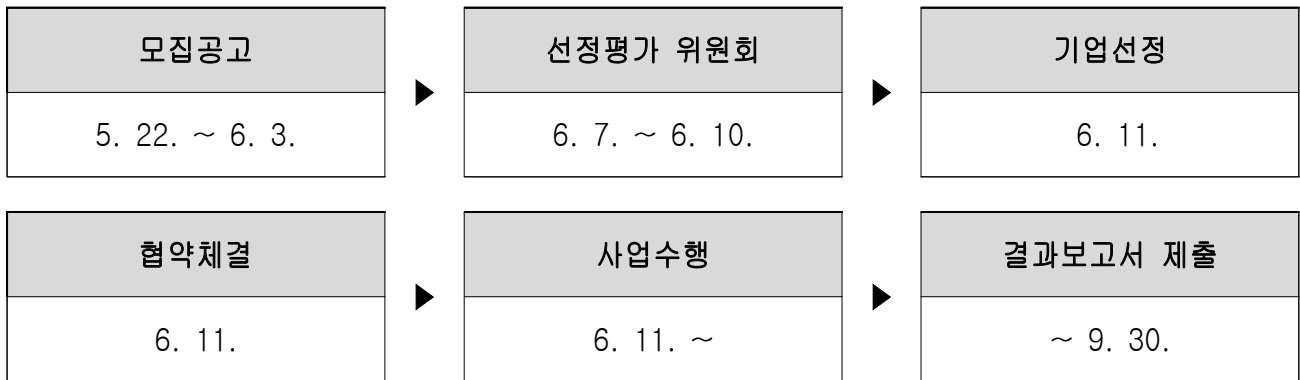 모집공고
선정평가 위원회
기업선정
5. 22. ~ 6. 3.
6. 7. ~ 6. 10.
6. 11.
협약체결
사업수행
결과보고서 제출
6. 11.
6. 11. ~
~ 9. 30.